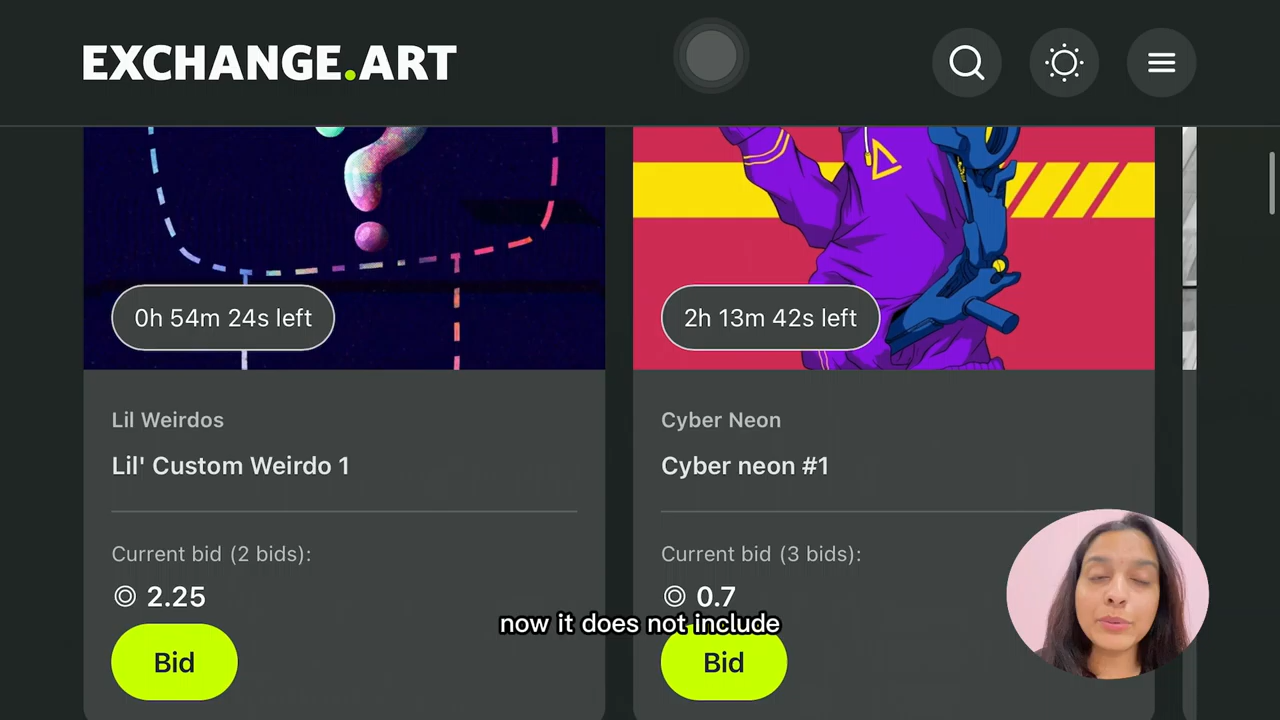 EXCHANGE.ART
0h 54m 24s left
2h 13m 42s left
Lil Weirdos
Lil' Custom Weirdo 1
Current bid (2 bids):
2.25
Bid
Cyber Neon
Cyber neon #1
Current bid (3 bids):
0.7
Bid
now it does not include